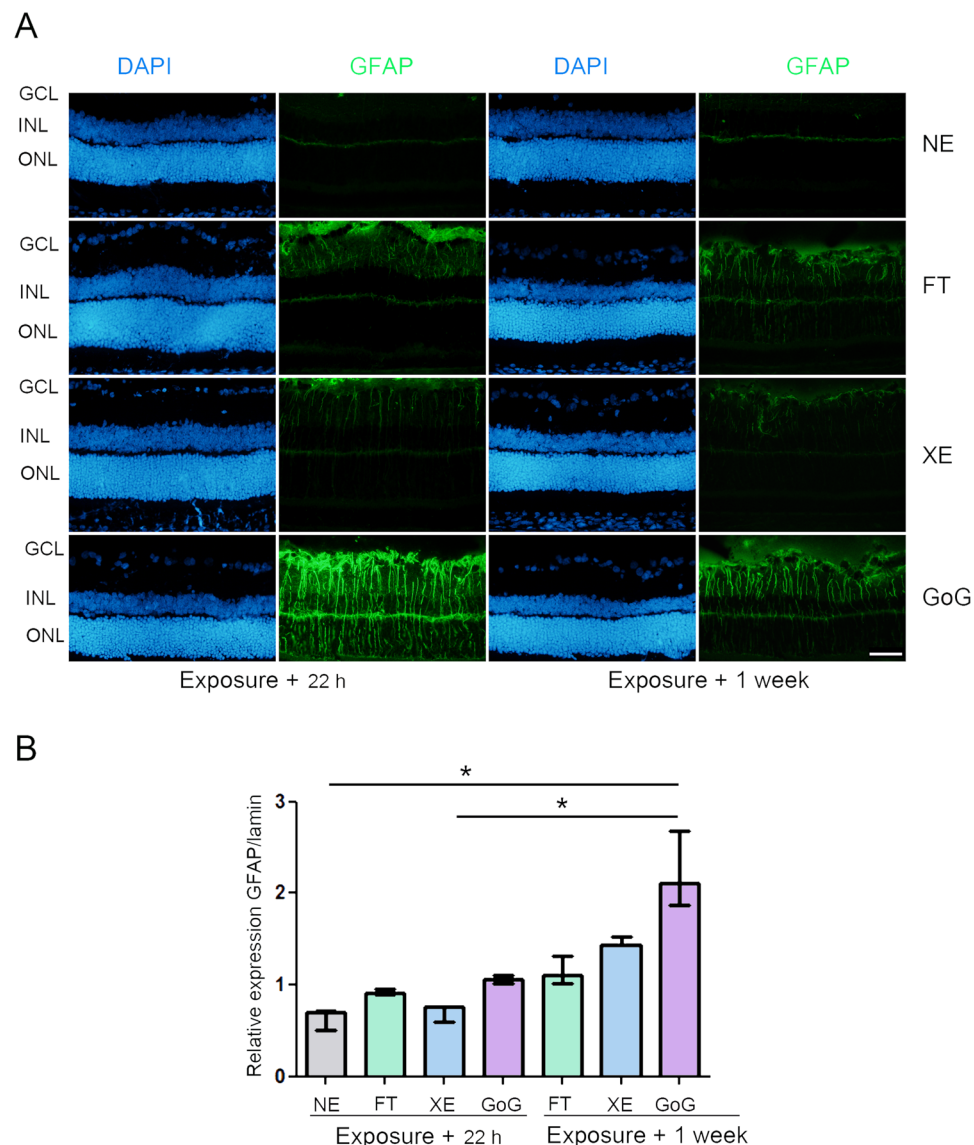 A
DAPI GFAP DAPI GFAP
GCL
INL
ONL
NE
GCL
INL
ONL
FT
GCL
INL
ONL
XE
GCL
INL
ONL
GoG
Exposure + 22 h Exposure + 1 week
B
*
*
Relative expression GFAP/lamin
3
2
1
0
NE FT XE GoG FT XE GoG
Exposure + 22 h Exposure + 1 week